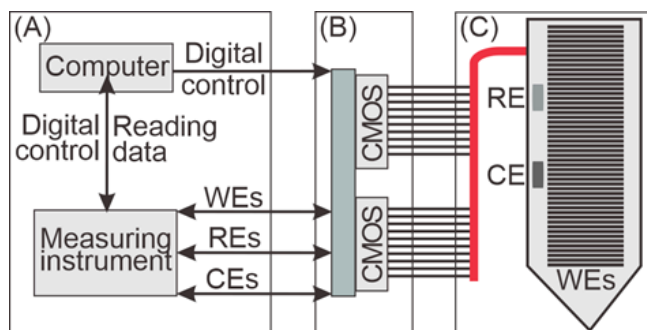 (A)
Computer
Digital
control
Digital
control
Reading
data
WEs
REs
CEs
Measuring
instrument
(B)
CMOS
CMOS
(C)
RE
CE
WEs